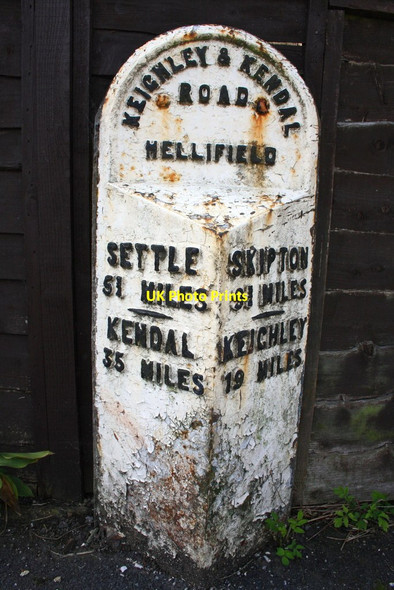 KEIGHLEY & KENDAL
ROAD
HELLIFIELD
SETTLE
MILES
KENDAL
35 MILES
SKIPTON
MILES
KEIGHLEY
19 MILES
UK Photo Prints